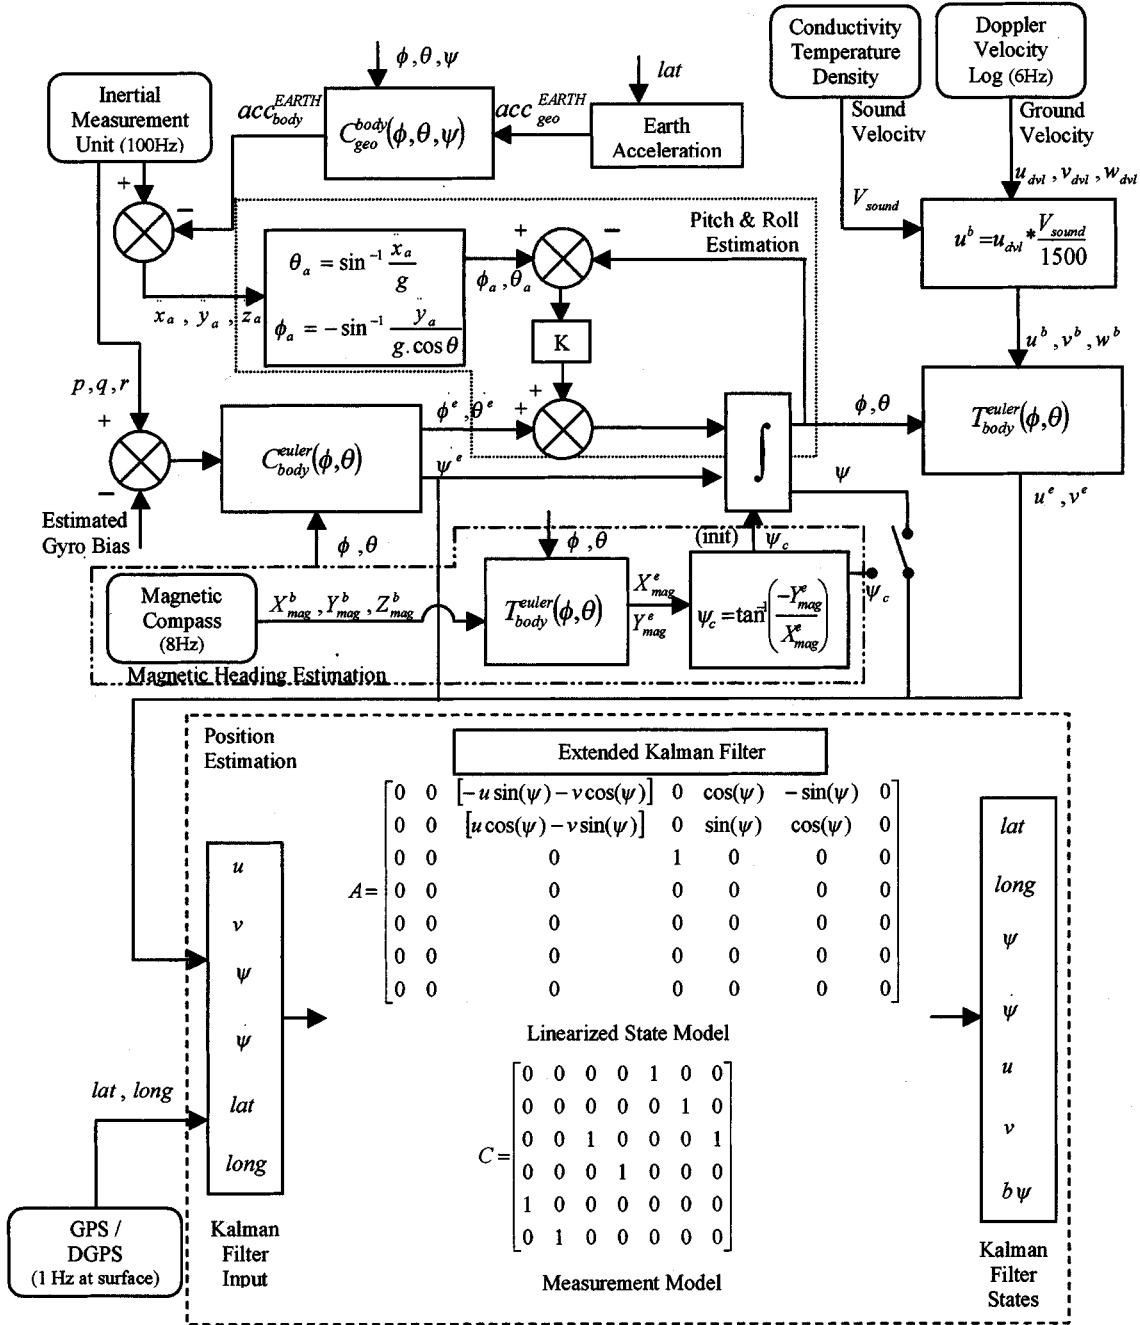 Conductivity
Temperature
Density
Doppler
Velocity
Log (6Hz)
ϕ,θ,ψ
lat
Inertial
Measurement
Unit (100Hz)
acc_body^EARTH
C_geo^body(ϕ,θ,ψ)
acc_geo^EARTH
Earth
Acceleration
Sound
Velocity
Ground
Velocity
+
−
u_dvl , v_dvl , w_dvl
V_sound
u^b = u_dvl * V_sound / 1500
Pitch & Roll
Estimation
+
−
θ_a = sin^-1 ẍ_a / g
ϕ_a = −sin^-1 ÿ_a / g.cosθ
ϕ_a , θ_a
ẍ_a , ÿ_a , z̈_a
K
u^b , v^b , w^b
p,q,r
+
−
ϕ^e , θ^e
+
+
C_body^euler(ϕ,θ)
∫
ϕ,θ
T_body^euler(ϕ,θ)
ψ^e
ψ
u^e , v^e
Estimated
Gyro Bias
ϕ ,θ
ϕ,θ
(init)
ψ_c
Magnetic
Compass
(8Hz)
X_mag^b , Y_mag^b , Z_mag^b
T_body^euler(ϕ,θ)
X_mag^e
Y_mag^e
ψ_c = tan^-1(−Y_mag^e / X_mag^e)
ψ_c
Magnetic Heading Estimation
Position
Estimation
Extended Kalman Filter
A= [0 0 [−u sin(ψ)−v cos(ψ)] 0 cos(ψ) −sin(ψ) 0
0 0 [u cos(ψ)−v sin(ψ)] 0 sin(ψ) cos(ψ) 0
0 0 0 1 0 0 0
0 0 0 0 0 0 0
0 0 0 0 0 0 0
0 0 0 0 0 0 0
0 0 0 0 0 0 0]
Linearized State Model
C= [0 0 0 0 1 0 0
0 0 0 0 0 1 0
0 0 1 0 0 0 1
0 0 0 1 0 0 0
1 0 0 0 0 0 0
0 1 0 0 0 0 0]
Measurement Model
u
v
ψ
ψ̇
lat
long
Kalman
Filter
Input
lat , long
GPS /
DGPS
(1 Hz at surface)
lat
long
ψ
ψ̇
u
v
bψ
Kalman
Filter
States